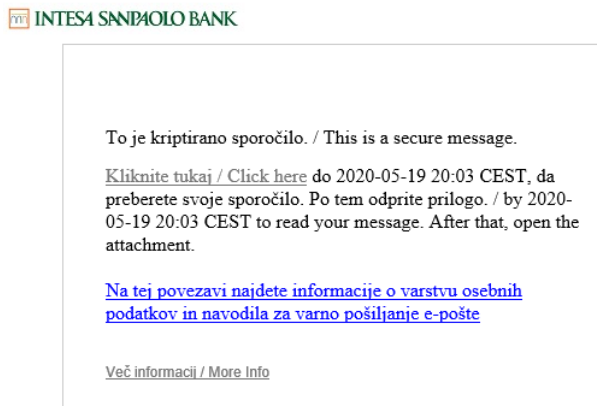 INTESA SANPAOLO BANK
To je kriptirano sporočilo. / This is a secure message.
Kliknite tukaj / Click here do 2020-05-19 20:03 CEST, da
preberete svoje sporočilo. Po tem odprite prilogo. / by 2020-
05-19 20:03 CEST to read your message. After that, open the
attachment.
Na tej povezavi najdete informacije o varstvu osebnih
podatkov in navodila za varno pošiljanje e-pošte
Več informacij / More Info